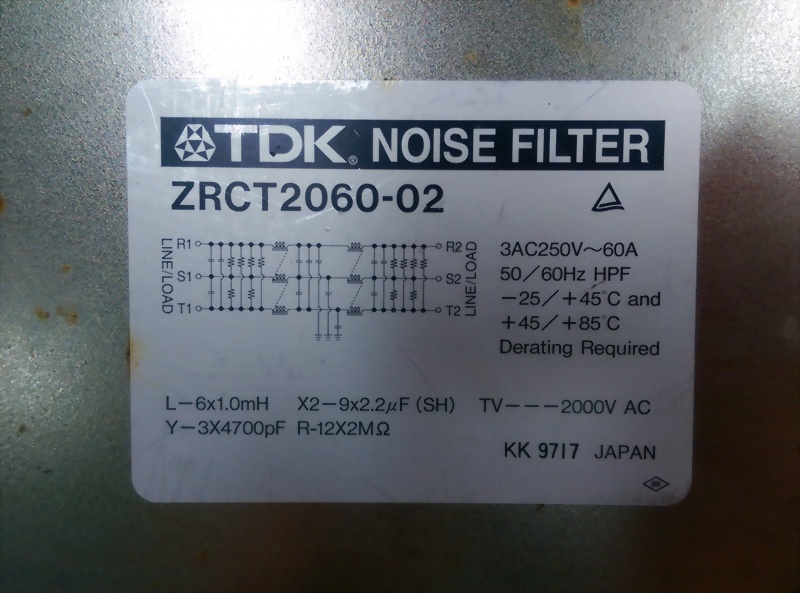 TDK® NOISE FILTER
ZRCT2060-02
LINE/LOAD
R1
S1
T1
R2
S2
T2
LINE/LOAD
3AC250V~60A
50/60Hz HPF
−25/+45°C and
+45/+85°C
Derating Required
L−6x1.0mH X2−9x2.2μF (SH) TV−−−2000V AC
Y−3X4700pF R-12X2MΩ
KK 9717 JAPAN